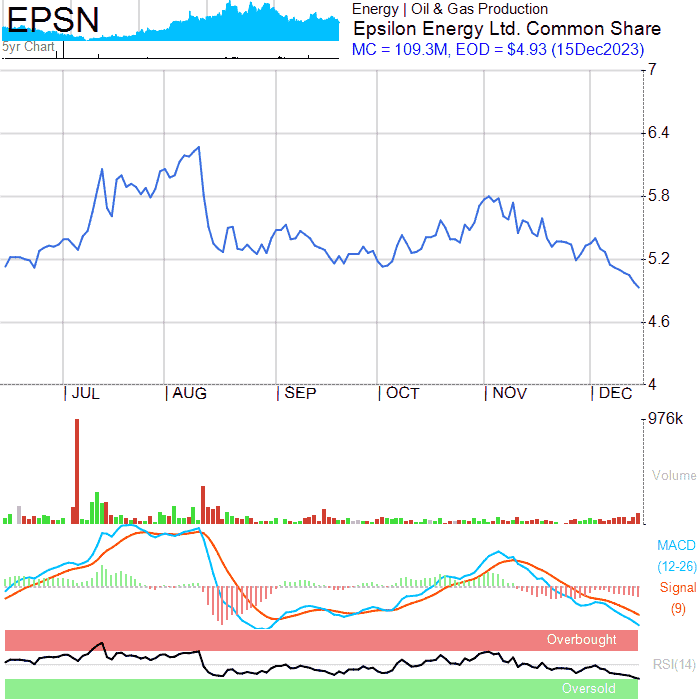 EPSN
5yr Chart
Energy | Oil & Gas Production
Epsilon Energy Ltd. Common Share
MC = 109.3M, EOD = $4.93 (15Dec2023)
7
6.4
5.8
5.2
4.6
4
| JUL | AUG | SEP | OCT | NOV | DEC
976k
Volume
MACD
(12-26)
Signal
(9)
Overbought
RSI(14)
Oversold